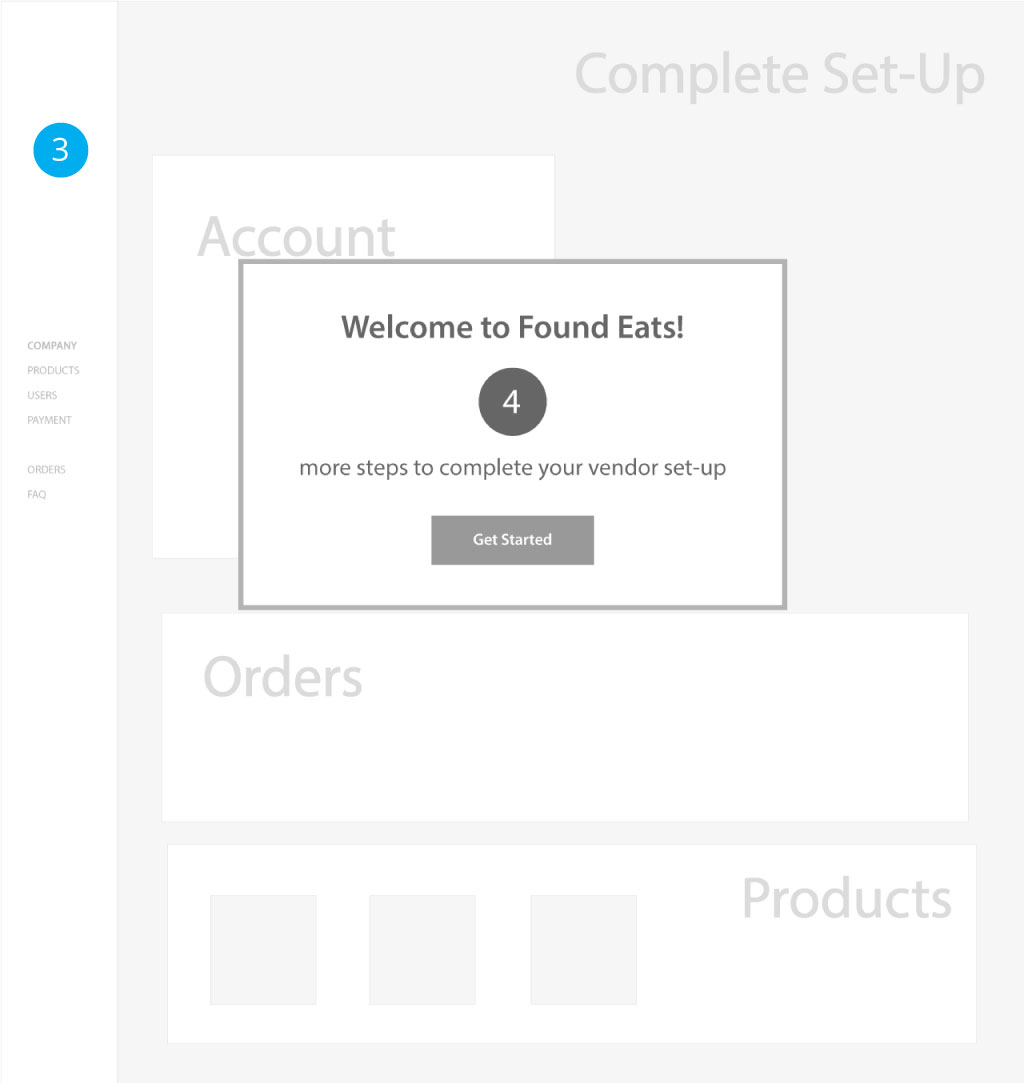 Complete Set-Up
3
Account
COMPANY
PRODUCTS
USERS
PAYMENT
ORDERS
FAQ
Welcome to Found Eats!
4
more steps to complete your vendor set-up
Get Started
Orders
Products